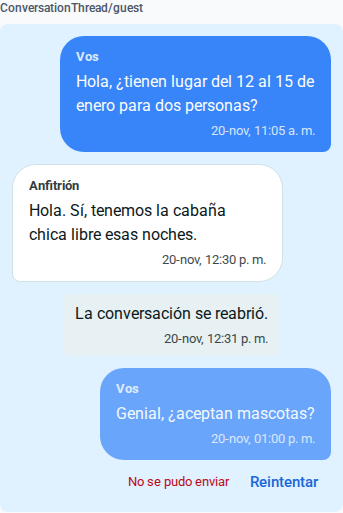 ConversationThread/guest
Vos
Hola, ¿tienen lugar del 12 al 15 de
enero para dos personas?
20-nov, 11:05 a. m.
Anfitrión
Hola. Sí, tenemos la cabaña
chica libre esas noches.
20-nov, 12:30 p. m.
La conversación se reabrió.
20-nov, 12:31 p. m.
Vos
Genial, ¿aceptan mascotas?
20-nov, 01:00 p. m.
No se pudo enviar Reintentar